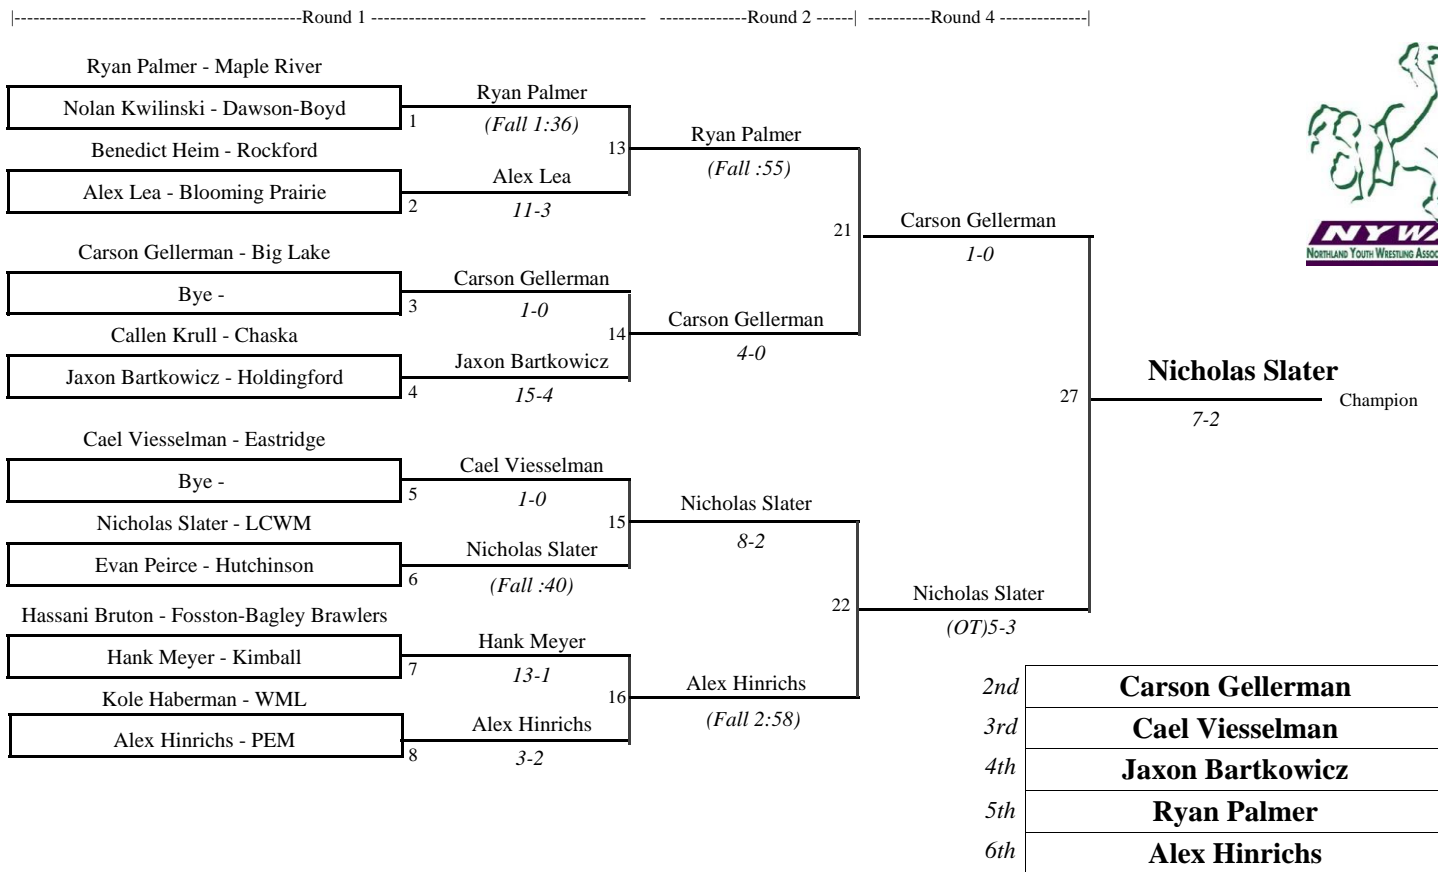 |----------------------------------------------Round 1 -------------------------------------------- --------------Round 2 ------| ----------Round 4 --------------|
Ryan Palmer - Maple River
Nolan Kwilinski - Dawson-Boyd
1
Benedict Heim - Rockford
Alex Lea - Blooming Prairie
2
Carson Gellerman - Big Lake
Bye -
3
Callen Krull - Chaska
Jaxon Bartkowicz - Holdingford
4
Cael Viesselman - Eastridge
Bye -
5
Nicholas Slater - LCWM
Evan Peirce - Hutchinson
6
Hassani Bruton - Fosston-Bagley Brawlers
Hank Meyer - Kimball
7
Kole Haberman - WML
Alex Hinrichs - PEM
8
Ryan Palmer
(Fall 1:36)
13
Alex Lea
11-3
Carson Gellerman
1-0
14
Jaxon Bartkowicz
15-4
Cael Viesselman
1-0
15
Nicholas Slater
(Fall :40)
Hank Meyer
13-1
16
Alex Hinrichs
3-2
Ryan Palmer
(Fall :55)
21
Carson Gellerman
4-0
Nicholas Slater
8-2
22
Alex Hinrichs
(Fall 2:58)
Carson Gellerman
1-0
27
Nicholas Slater
(OT)5-3
Nicholas Slater
Champion
7-2
NYWA
NORTHLAND YOUTH WRESTLING
2nd Carson Gellerman
3rd Cael Viesselman
4th Jaxon Bartkowicz
5th Ryan Palmer
6th Alex Hinrichs